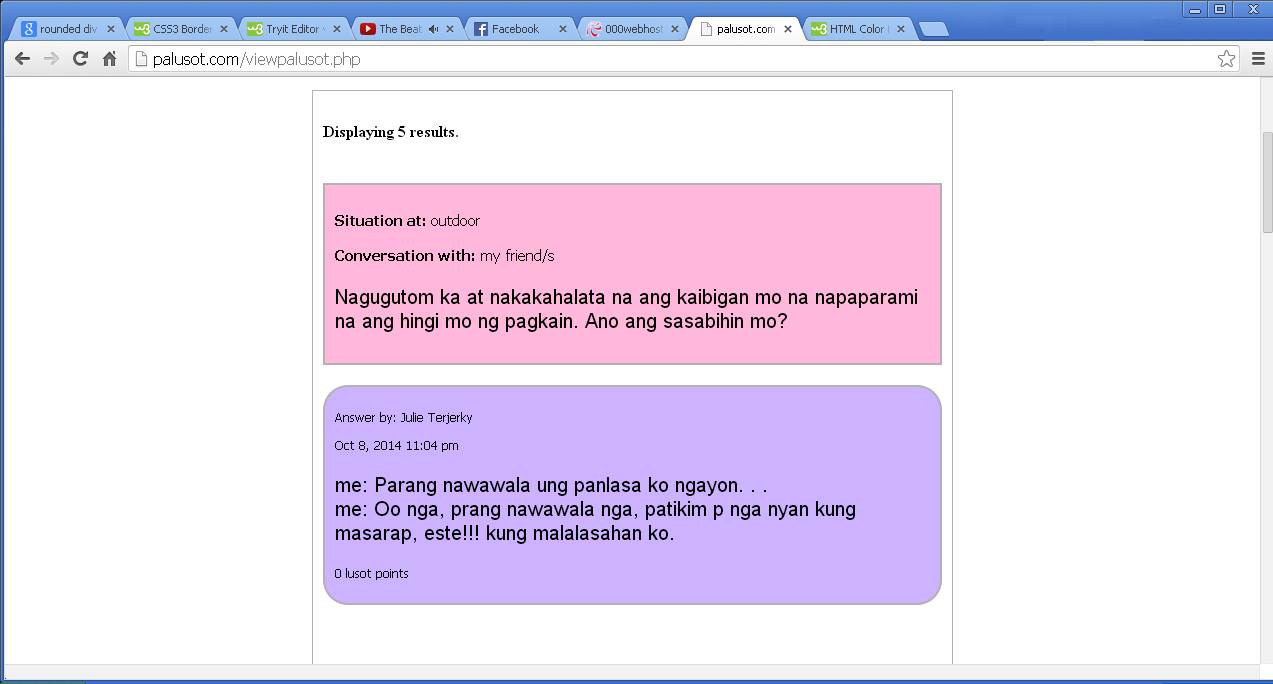 rounded div
CSS3 Border
Tryit Editor v
The Beat
Facebook
000webhost
palusot.com
HTML Color
palusot.com/viewpalusot.php
Displaying 5 results.
Situation at: outdoor
Conversation with: my friend/s
Nagugutom ka at nakakahalata na ang kaibigan mo na napaparami
na ang hingi mo ng pagkain. Ano ang sasabihin mo?
Answer by: Julie Terjerky
Oct 8, 2014 11:04 pm
me: Parang nawawala ung panlasa ko ngayon. . .
me: Oo nga, prang nawawala nga, patikim p nga nyan kung
masarap, este!!! kung malalasahan ko.
0 lusot points